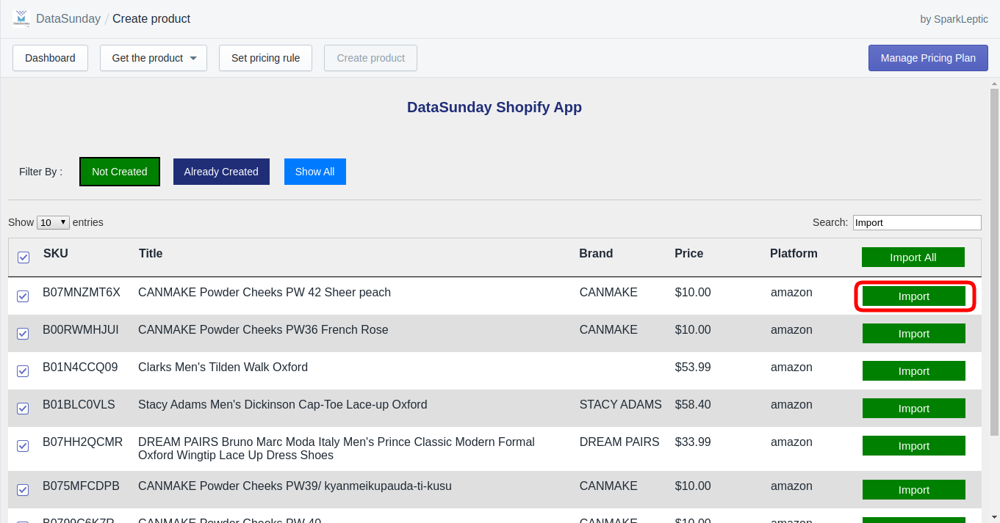 DataSunday / Create product by SparkLeptic
Dashboard Get the product Set pricing rule Create product Manage Pricing Plan
DataSunday Shopify App
Filter By : Not Created Already Created Show All
Show 10 entries Search: Import
SKU Title Brand Price Platform Import All
B07MNZMT6X CANMAKE Powder Cheeks PW 42 Sheer peach CANMAKE $10.00 amazon Import
B00RWMHJUI CANMAKE Powder Cheeks PW36 French Rose CANMAKE $10.00 amazon Import
B01N4CCQ09 Clarks Men's Tilden Walk Oxford $53.99 amazon Import
B01BLC0VLS Stacy Adams Men's Dickinson Cap-Toe Lace-up Oxford STACY ADAMS $58.40 amazon Import
B07HH2QCMR DREAM PAIRS Bruno Marc Moda Italy Men's Prince Classic Modern Formal DREAM PAIRS $33.99 amazon Import
Oxford Wingtip Lace Up Dress Shoes
B075MFCDPB CANMAKE Powder Cheeks PW39/ kyanmeikupauda-ti-kusu CANMAKE $10.00 amazon Import
CANMAKE Powder Cheeks PW 40 CANMAKE $10.00 amazon